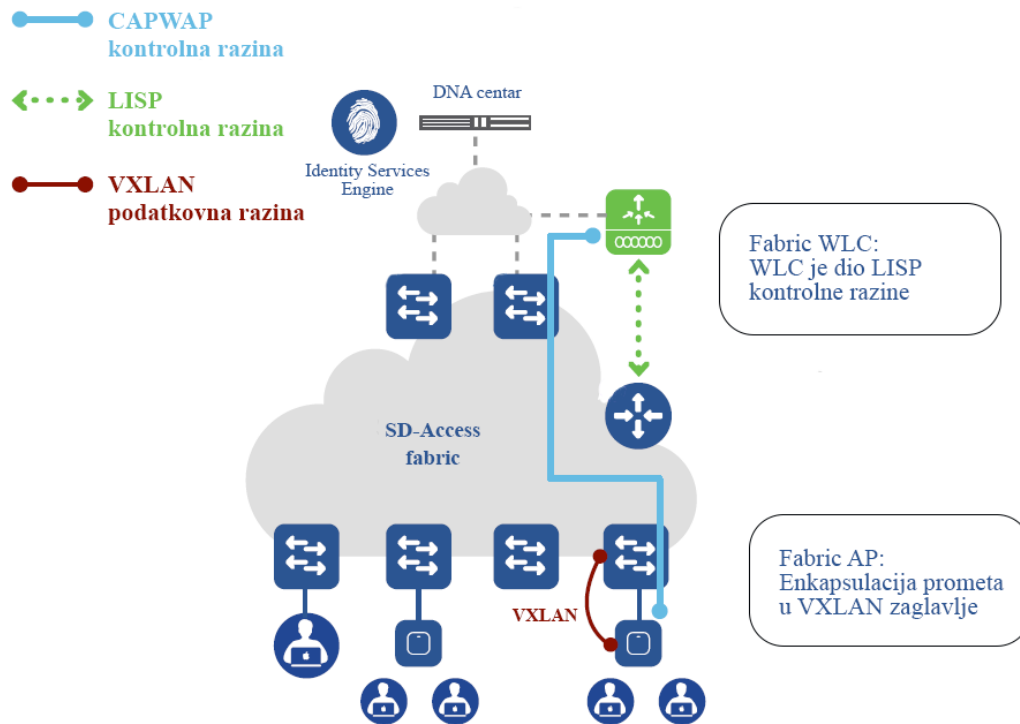 CAPWAP
kontrolna razina
LISP
kontrolna razina
VXLAN
podatkovna razina
DNA centar
Identity Services
Engine
Fabric WLC:
WLC je dio LISP
kontrolne razine
SD-Access
fabric
Fabric AP:
Enkapsulacija prometa
u VXLAN zaglavlje
VXLAN